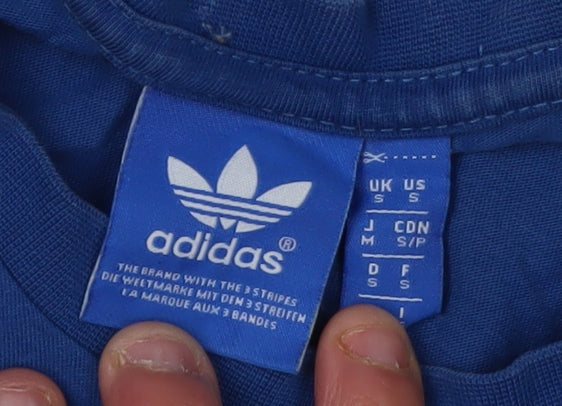 adidas®
THE BRAND WITH THE 3 STRIPES
DIE WELTMARKE MIT DEN 3 STREIFEN
LA MARQUE AUX 3 BANDES
UK US
S S
J CDN
M S/P
D F
S S
I